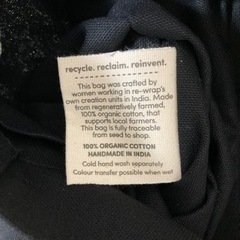 recycle. reclaim. reinvent.
This bag was crafted by
women working in re-wrap's
own creation units in India. Made
from regeneratively formed,
100% organic cotton, that
supports local farmers.
This bag is fully traceable
from seed to shop.
100% ORGANIC COTTON
HANDMADE IN INDIA
Cold hand wash separately
Colour transfer possible when wet